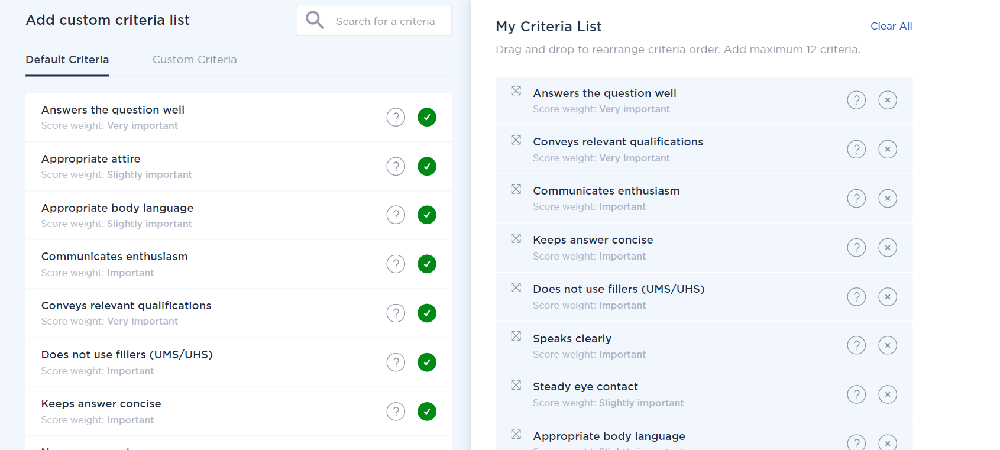 Add custom criteria list
Search for a criteria
Default Criteria
Custom Criteria
Answers the question well
Score weight: Very important
Appropriate attire
Score weight: Slightly important
Appropriate body language
Score weight: Slightly important
Communicates enthusiasm
Score weight: Important
Conveys relevant qualifications
Score weight: Very important
Does not use fillers (UMS/UHS)
Score weight: Important
Keeps answer concise
Score weight: Important
My Criteria List
Clear All
Drag and drop to rearrange criteria order. Add maximum 12 criteria.
Answers the question well
Score weight: Very important
Conveys relevant qualifications
Score weight: Very important
Communicates enthusiasm
Score weight: Important
Keeps answer concise
Score weight: Important
Does not use fillers (UMS/UHS)
Score weight: Important
Speaks clearly
Score weight: Important
Steady eye contact
Score weight: Slightly important
Appropriate body language